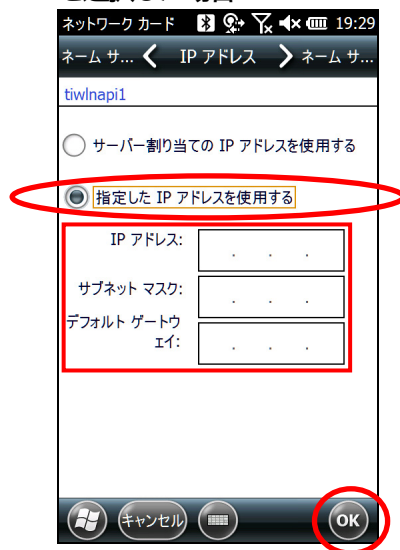 ネットワーク カード 19:29
ネーム サ... IP アドレス ネーム サ...
tiwlnapi1
サーバー割り当ての IP アドレスを使用する
指定した IP アドレスを使用する
IP アドレス: . . .
サブネット マスク: . . .
デフォルト ゲートウ
ェイ: . . .
キャンセル OK